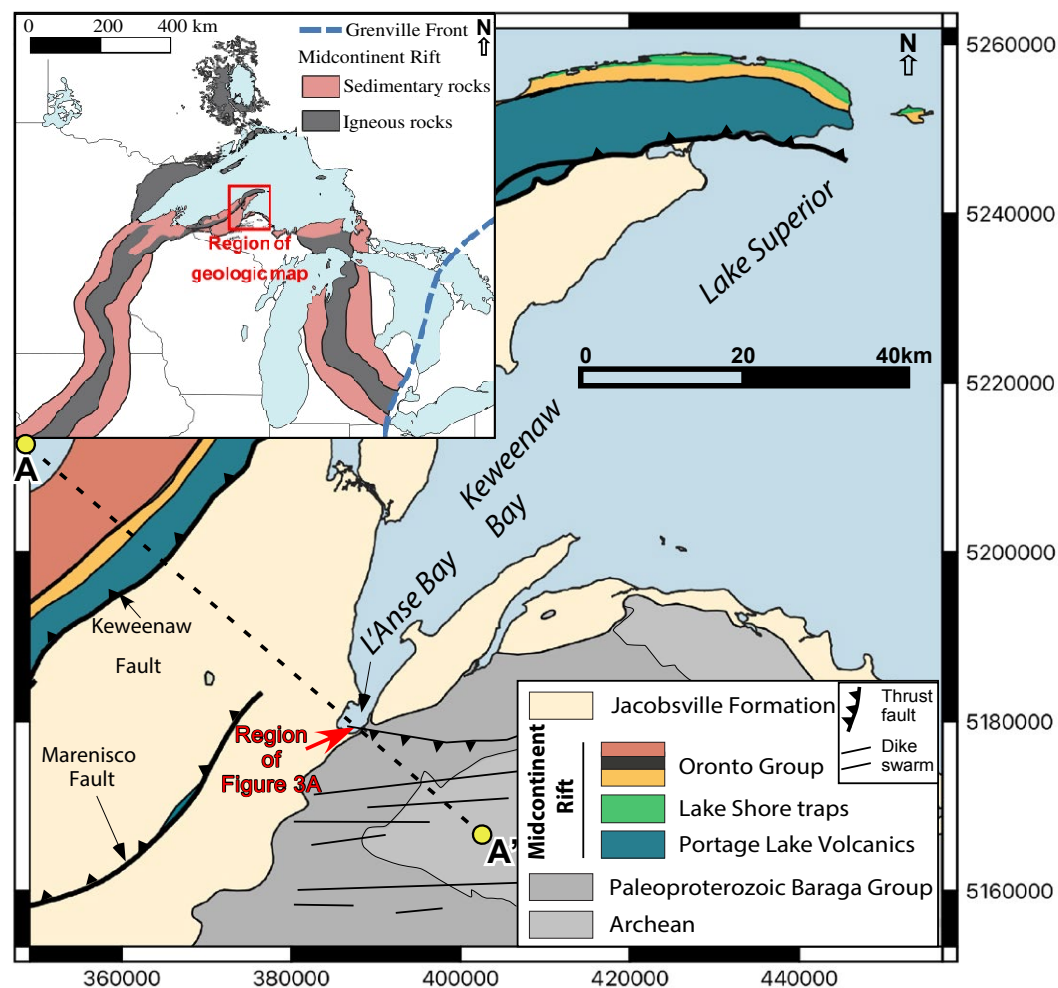 0 200 400 km
Grenville Front
N
Midcontinent Rift
Sedimentary rocks
Igneous rocks
Region of
geologic map
N
Lake Superior
0 20 40km
Keweenaw
Bay
L'Anse Bay
A
Keweenaw
Fault
Marenisco
Fault
Region
of
Figure 3A
A'
Jacobsville Formation
Midcontinent
Rift
Oronto Group
Lake Shore traps
Portage Lake Volcanics
Paleoproterozoic Baraga Group
Archean
Thrust
fault
Dike
swarm
5260000
5240000
5220000
5200000
5180000
5160000
360000 380000 400000 420000 440000